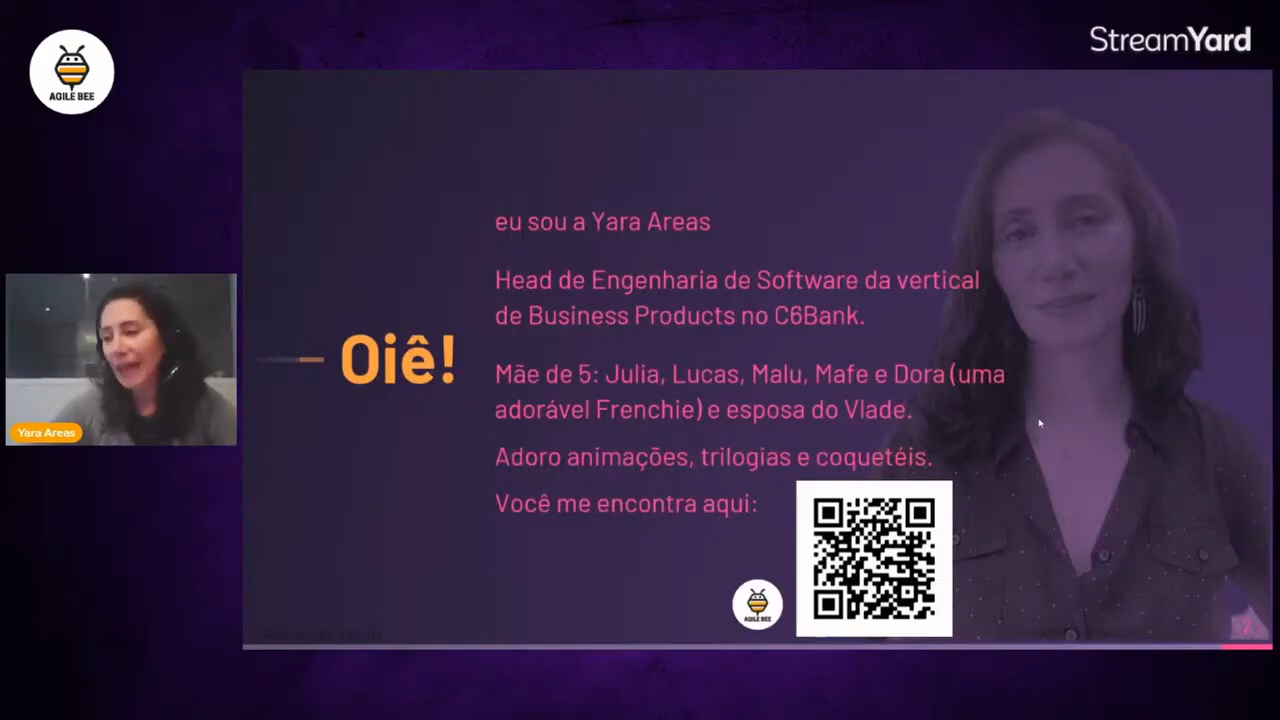 AGILE BEE
StreamYard
eu sou a Yara Areas
Head de Engenharia de Software da vertical
de Business Products no C6Bank.
Oiê!
Mãe de 5: Julia, Lucas, Malu, Mafe e Dora (uma
adorável Frenchie) e esposa do Vlade.
Adoro animações, trilogias e coquetéis.
Você me encontra aqui:
Yara Areas
AGILE BEE
2